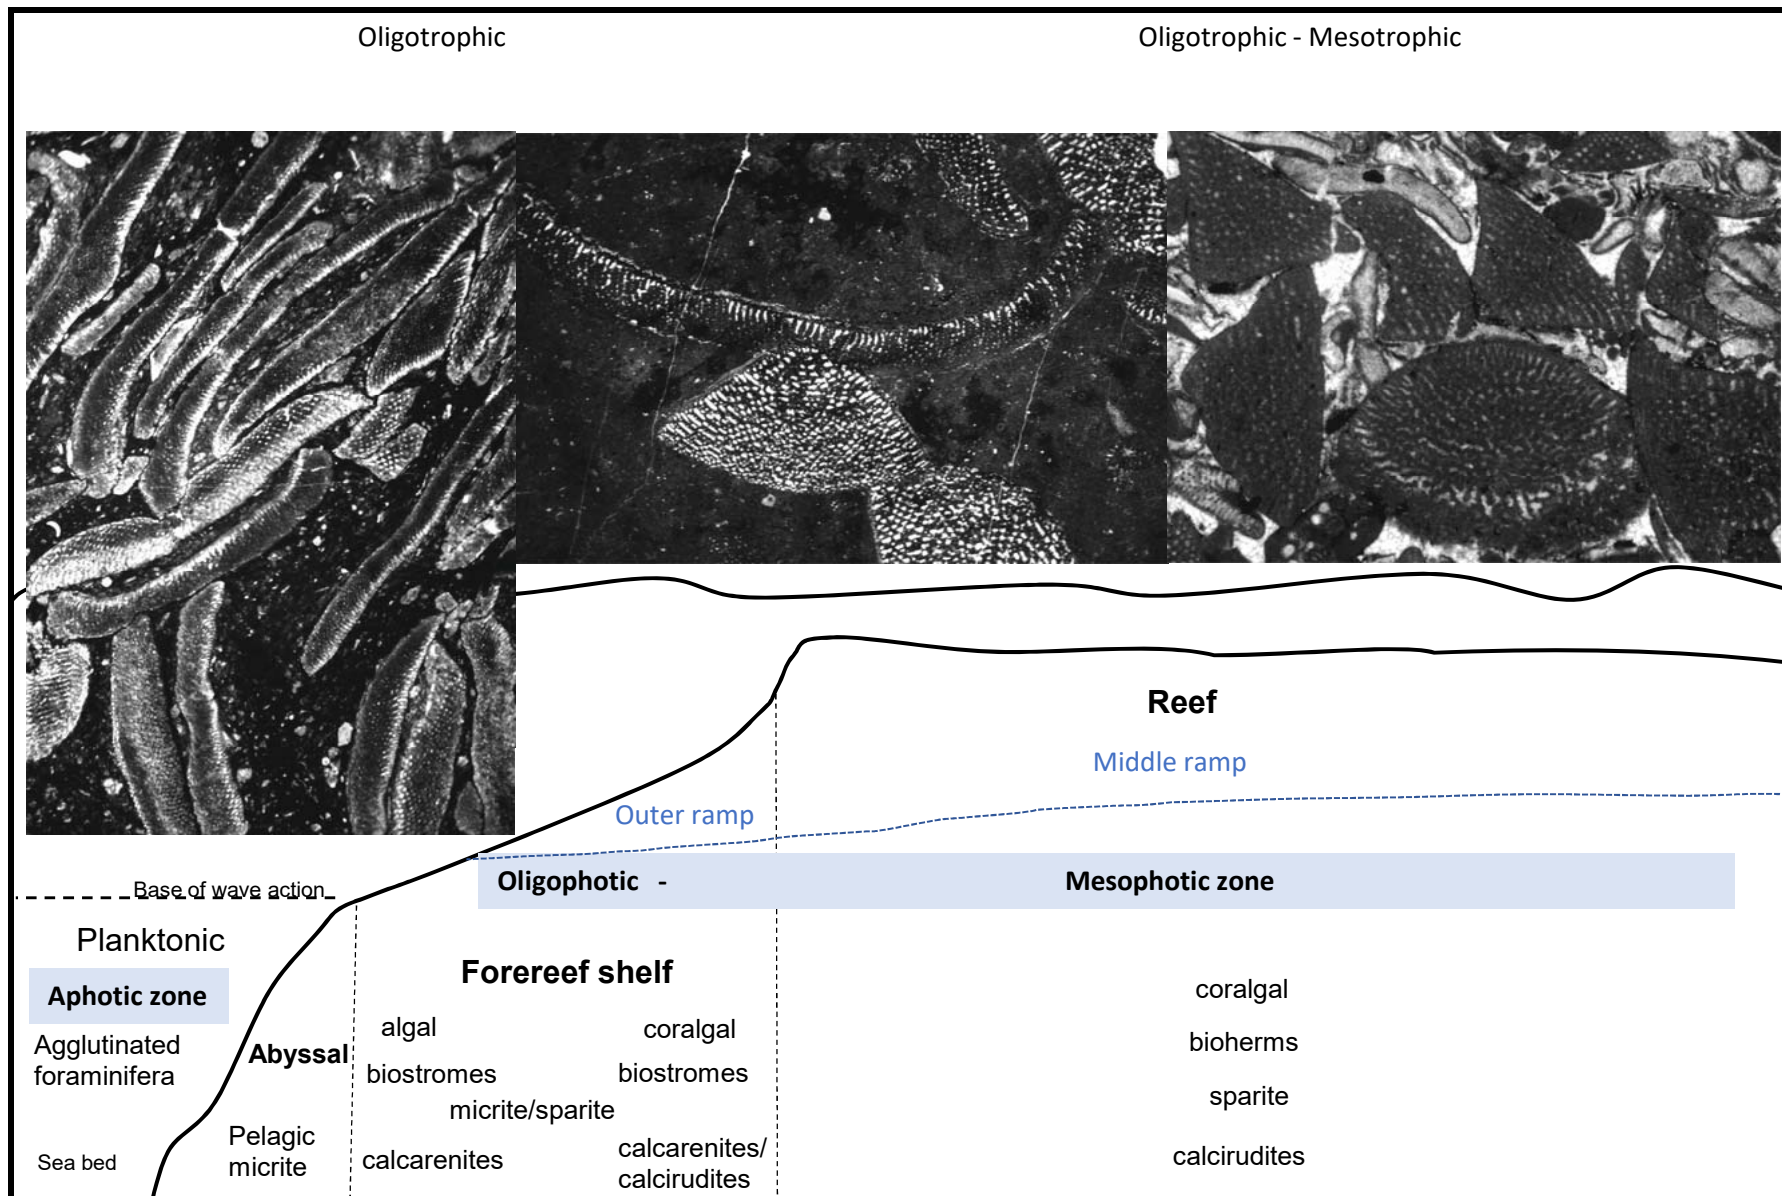 Oligotrophic
Oligotrophic - Mesotrophic
Reef
Middle ramp
Outer ramp
Oligophotic -
Mesophotic zone
Base of wave action
Planktonic
Aphotic zone
Agglutinated
foraminifera
Sea bed
Abyssal
Pelagic
micrite
Forereef shelf
algal
coralgal
biostromes
biostromes
micrite/sparite
calcarenites
calcarenites/
calcirudites
coralgal
bioherms
sparite
calcirudites